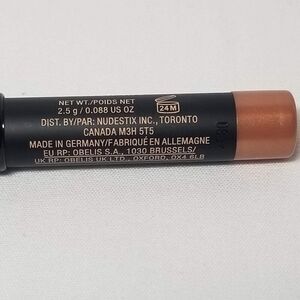 NET WT./POIDS NET
2.5 g / 0.088 US OZ
24 M
DIST. BY/PAR: NUDESTIX INC., TORONTO
CANADA M3H 5T5
MADE IN GERMANY/FABRIQUÉ EN ALLEMAGNE
EU RP: OBELIS S.A., 1030 BRUSSELS/
UK RP: OBELIS UK LTD., OXFORD, OX4 6LB